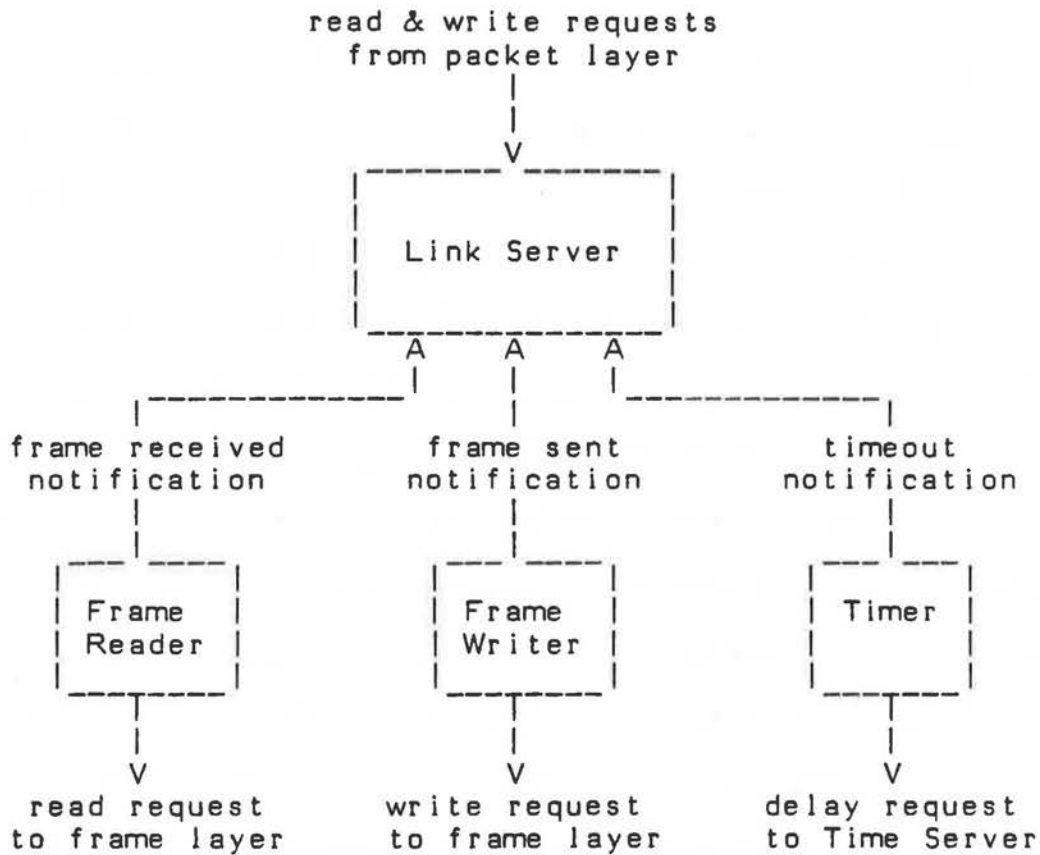 read & write requests
from packet layer
Link Server
frame received
notification
frame sent
notification
timeout
notification
Frame
Reader
Frame
Writer
Timer
read request
to frame layer
write request
to frame layer
delay request
to Time Server